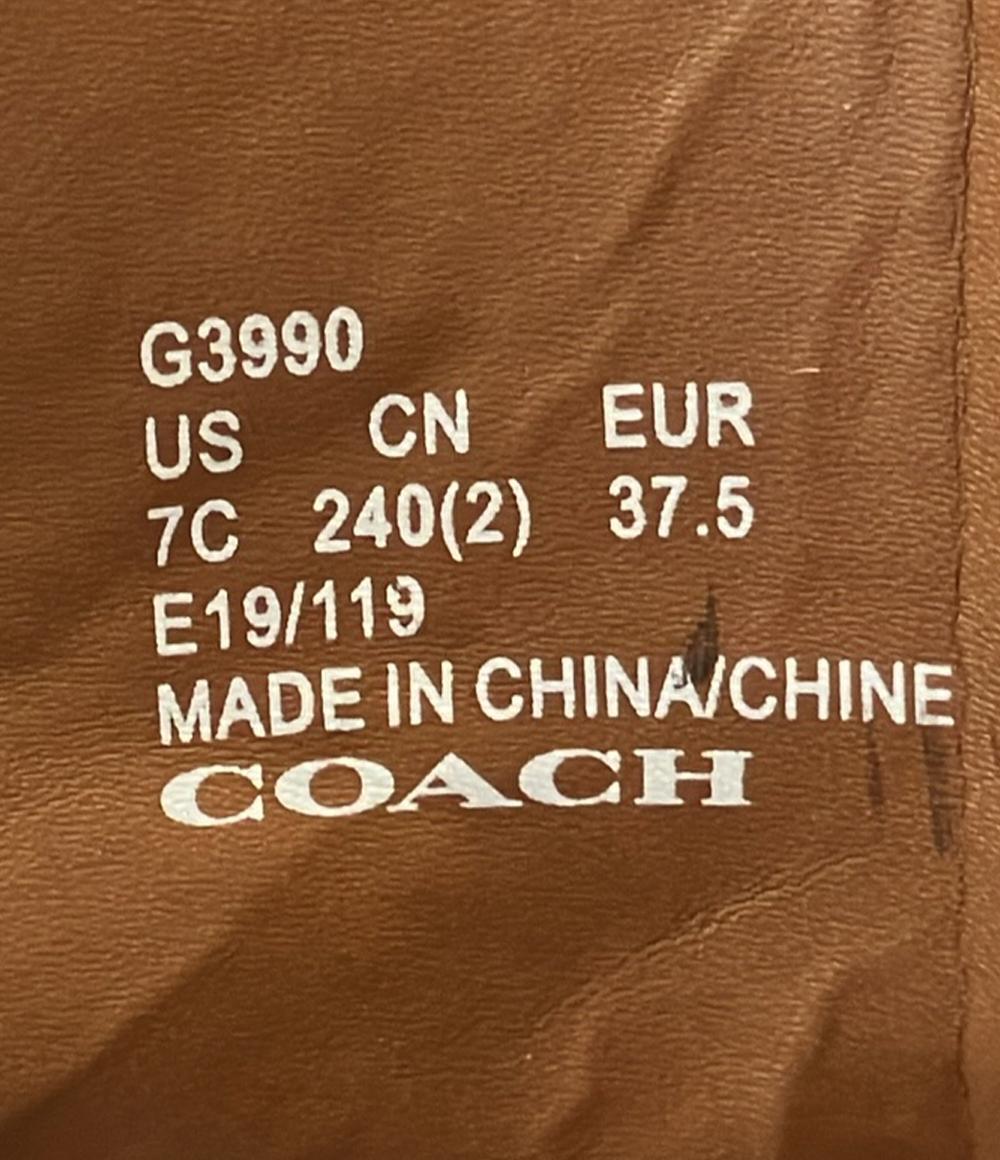 G3990
US CN EUR
7C 240(2) 37.5
E19/119
MADE IN CHINA/CHINE
COACH